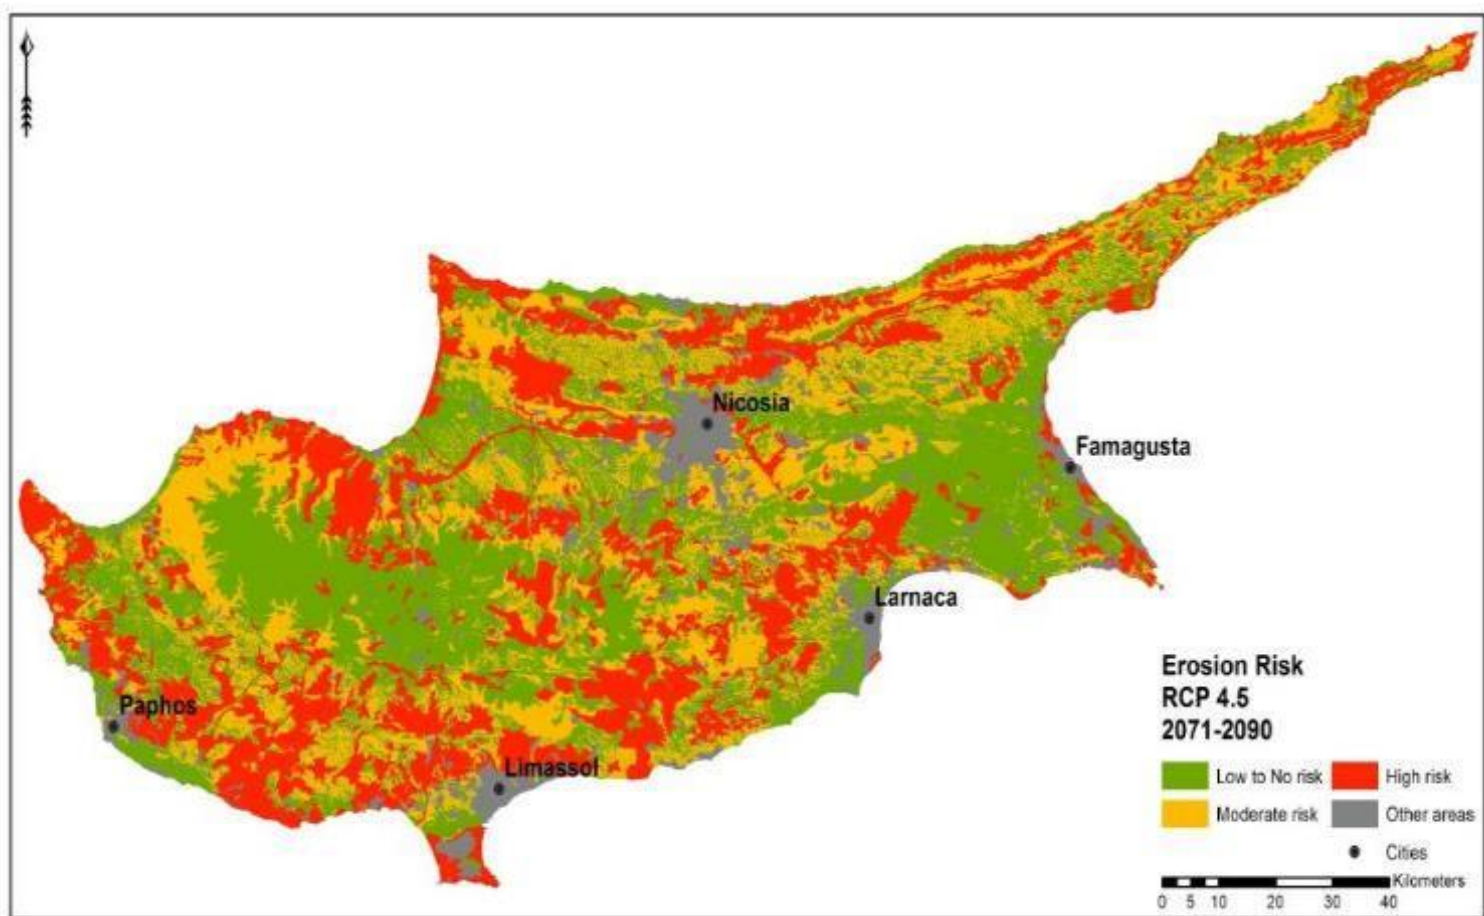 Nicosia
Famagusta
Larnaca
Paphos
Limassol
Erosion Risk
RCP 4.5
2071-2090
Low to No risk
High risk
Moderate risk
Other areas
Cities
Kilometers
0 5 10 20 30 40